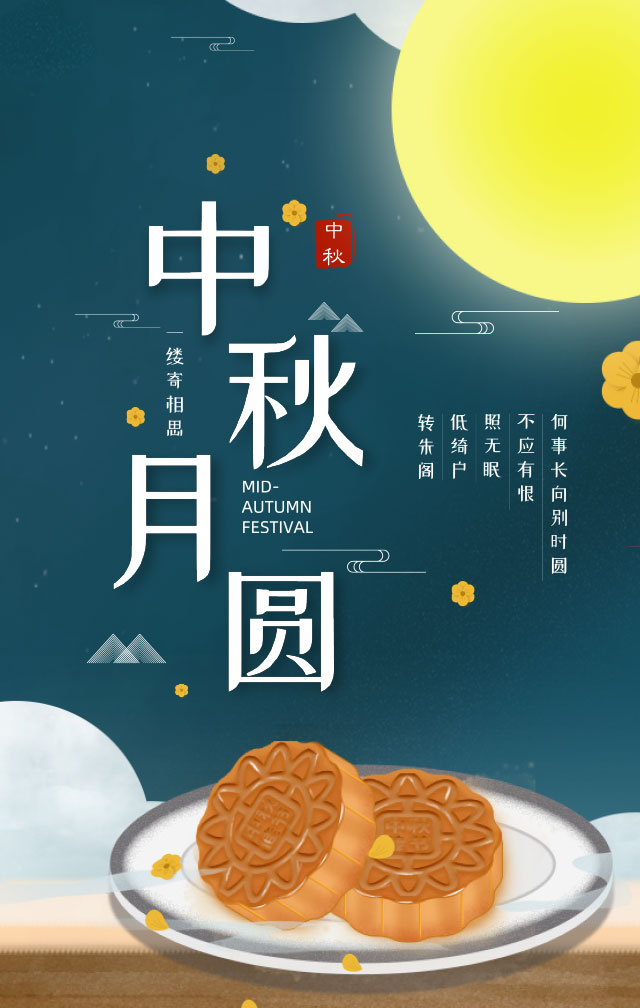 中秋月圆
中秋
一缕寄相思
MID-
AUTUMN
FESTIVAL
转朱阁
低绮户
照无眠
不应有恨
何事长向别时圆